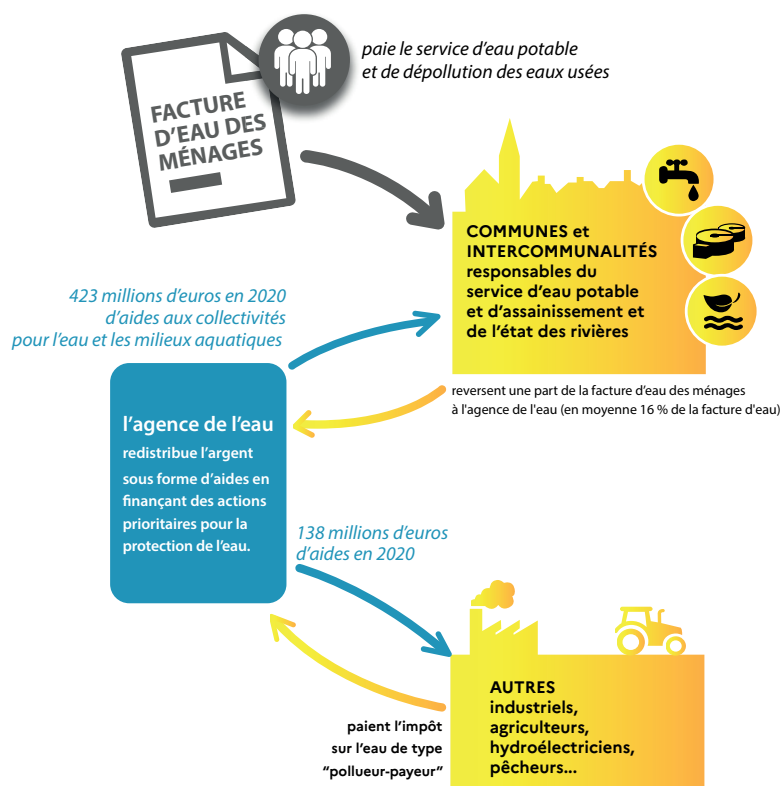 paie le service d'eau potable
et de dépollution des eaux usées
FACTURE
D'EAU DES
MÉNAGES
COMMUNES et
INTERCOMMUNALITÉS
responsables du
service d'eau potable
et d'assainissement et
de l'état des rivières
423 millions d'euros en 2020
d'aides aux collectivités
pour l'eau et les milieux aquatiques
reversent une part de la facture d'eau des ménages
à l'agence de l'eau (en moyenne 16 % de la facture d'eau)
l'agence de l'eau
redistribue l'argent
sous forme d'aides en
finançant des actions
prioritaires pour la
protection de l'eau.
138 millions d'euros
d'aides en 2020
AUTRES
industriels,
agriculteurs,
hydroélectriciens,
pêcheurs...
paient l'impôt
sur l'eau de type
"pollueur-payeur"